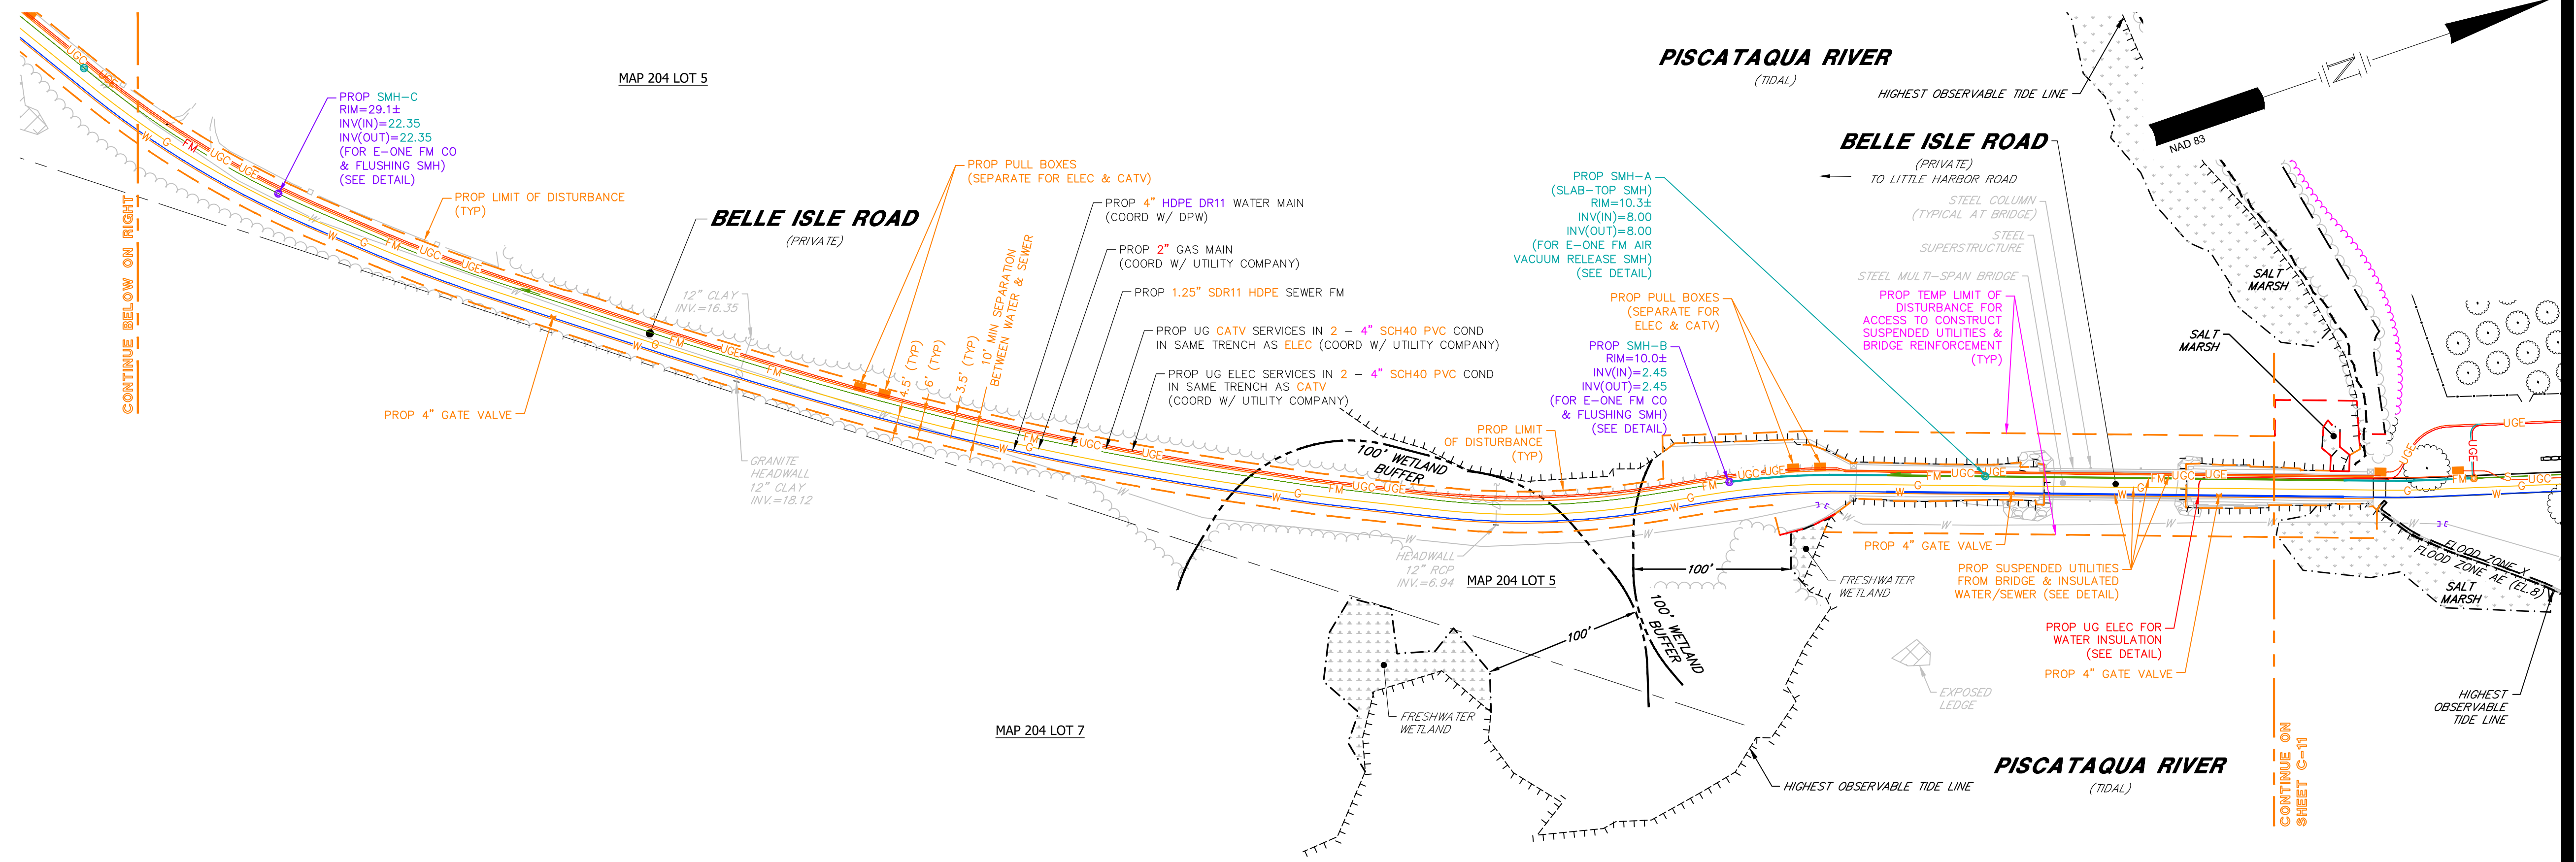 MAP 204 LOT 5
PROP SMH-C
RIM=29.1±
INV(IN)=22.35
INV(OUT)=22.35
(FOR E-ONE FM CO
& FLUSHING SMH)
(SEE DETAIL)
CONTINUE BELOW ON RIGHT
PROP LIMIT OF DISTURBANCE
(TYP)
BELLE ISLE ROAD
(PRIVATE)
PROP 4" GATE VALVE
12" CLAY
INV.=16.35
GRANITE
HEADWALL
12" CLAY
INV.=18.12
PROP PULL BOXES
(SEPARATE FOR ELEC & CATV)
4.5' (TYP)
6' (TYP)
3.5' (TYP)
10' MIN SEPARATION
BETWEEN WATER & SEWER
PROP 4" HDPE DR11 WATER MAIN
(COORD W/ DPW)
PROP 2" GAS MAIN
(COORD W/ UTILITY COMPANY)
PROP 1.25" SDR11 HDPE SEWER FM
PROP UG CATV SERVICES IN 2 - 4" SCH40 PVC COND
IN SAME TRENCH AS ELEC (COORD W/ UTILITY COMPANY)
PROP UG ELEC SERVICES IN 2 - 4" SCH40 PVC COND
IN SAME TRENCH AS CATV
(COORD W/ UTILITY COMPANY)
100' WETLAND
BUFFER
PROP LIMIT
OF DISTURBANCE
(TYP)
HEADWALL
12" RCP
INV.=6.94
MAP 204 LOT 5
MAP 204 LOT 7
FRESHWATER
WETLAND
100'
100' WETLAND
BUFFER
100'
FRESHWATER
WETLAND
PISCATAQUA RIVER
(TIDAL)
HIGHEST OBSERVABLE TIDE LINE
BELLE ISLE ROAD
(PRIVATE)
TO LITTLE HARBOR ROAD
PROP SMH-A
(SLAB-TOP SMH)
RIM=10.3±
INV(IN)=8.00
INV(OUT)=8.00
(FOR E-ONE FM AIR
VACUUM RELEASE SMH)
(SEE DETAIL)
STEEL COLUMN
(TYPICAL AT BRIDGE)
STEEL
SUPERSTRUCTURE
STEEL MULTI-SPAN BRIDGE
PROP PULL BOXES
(SEPARATE FOR
ELEC & CATV)
PROP SMH-B
RIM=10.0±
INV(IN)=2.45
INV(OUT)=2.45
(FOR E-ONE FM CO
& FLUSHING SMH)
(SEE DETAIL)
PROP TEMP LIMIT OF
DISTURBANCE FOR
ACCESS TO CONSTRUCT
SUSPENDED UTILITIES &
BRIDGE REINFORCEMENT
(TYP)
N
NAD 83
SALT
MARSH
SALT
MARSH
PROP 4" GATE VALVE
PROP SUSPENDED UTILITIES
FROM BRIDGE & INSULATED
WATER/SEWER (SEE DETAIL)
PROP UG ELEC FOR
WATER INSULATION
(SEE DETAIL)
PROP 4" GATE VALVE
EXPOSED
LEDGE
HIGHEST OBSERVABLE TIDE LINE
PISCATAQUA RIVER
(TIDAL)
CONTINUE ON
SHEET C-11
FLOOD ZONE X
FLOOD ZONE AE (EL.8)
SALT
MARSH
HIGHEST
OBSERVABLE
TIDE LINE